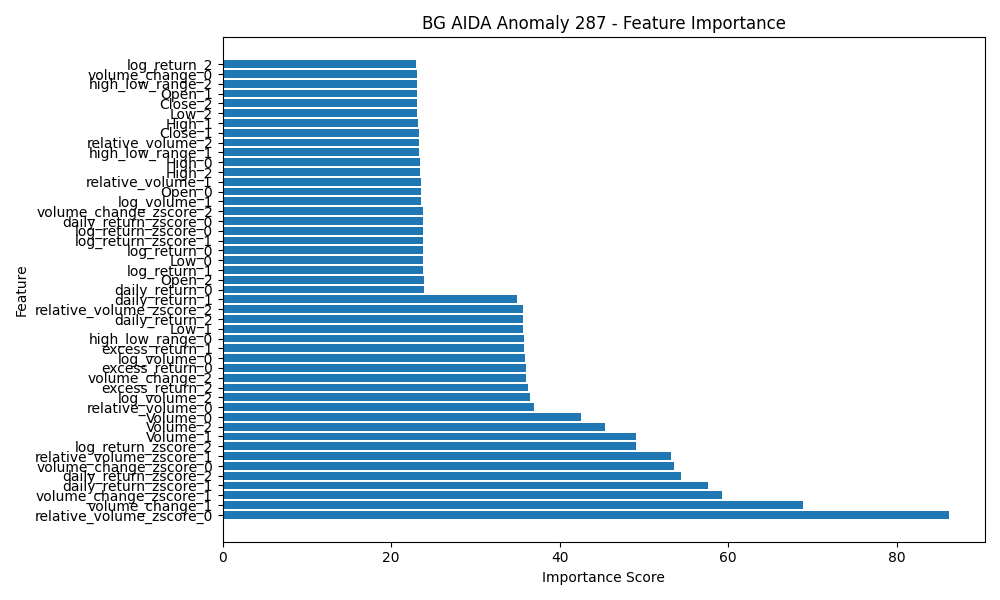 BG AIDA Anomaly 287 - Feature Importance
log_return_2
volume_change_0
high_low_range_2
Open_1
Close_2
Low_2
High_1
Close_1
relative_volume_2
high_low_range_1
High_0
High_2
relative_volume_1
Open_0
log_volume_1
volume_change_zscore_2
daily_return_zscore_0
log_return_zscore_0
log_return_zscore_1
log_return_0
Low_0
log_return_1
Open_2
daily_return_0
daily_return_1
relative_volume_zscore_2
daily_return_2
Low_1
high_low_range_0
excess_return_1
log_volume_0
excess_return_0
volume_change_2
excess_return_2
log_volume_2
relative_volume_0
Volume_0
Volume_2
Volume_1
log_return_zscore_2
relative_volume_zscore_1
volume_change_zscore_0
daily_return_zscore_2
daily_return_zscore_1
volume_change_zscore_1
volume_change_1
relative_volume_zscore_0
Feature
0 20 40 60 80
Importance Score